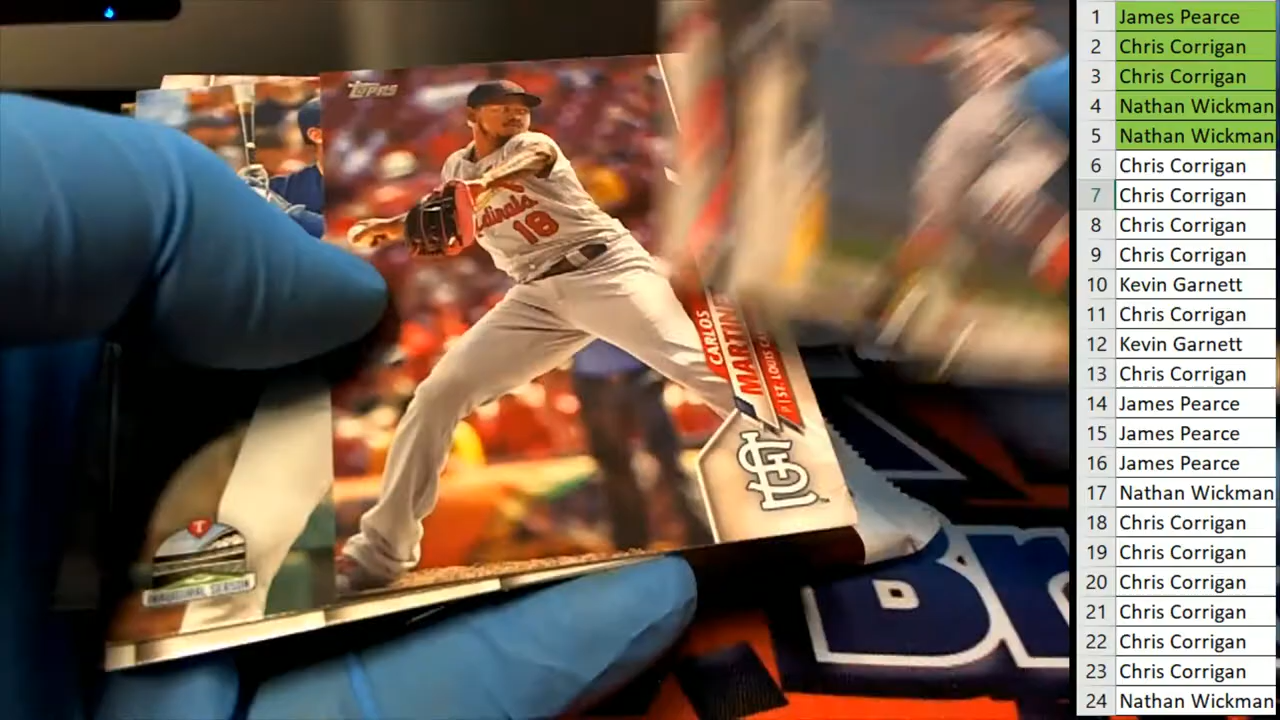 TOPPS
Cardinals
18
CARLOS
P | ST. LOUIS
STL
T
INAUGURAL SEASON
1 James Pearce
2 Chris Corrigan
3 Chris Corrigan
4 Nathan Wickman
5 Nathan Wickman
6 Chris Corrigan
7 Chris Corrigan
8 Chris Corrigan
9 Chris Corrigan
10 Kevin Garnett
11 Chris Corrigan
12 Kevin Garnett
13 Chris Corrigan
14 James Pearce
15 James Pearce
16 James Pearce
17 Nathan Wickman
18 Chris Corrigan
19 Chris Corrigan
20 Chris Corrigan
21 Chris Corrigan
22 Chris Corrigan
23 Chris Corrigan
24 Nathan Wickman